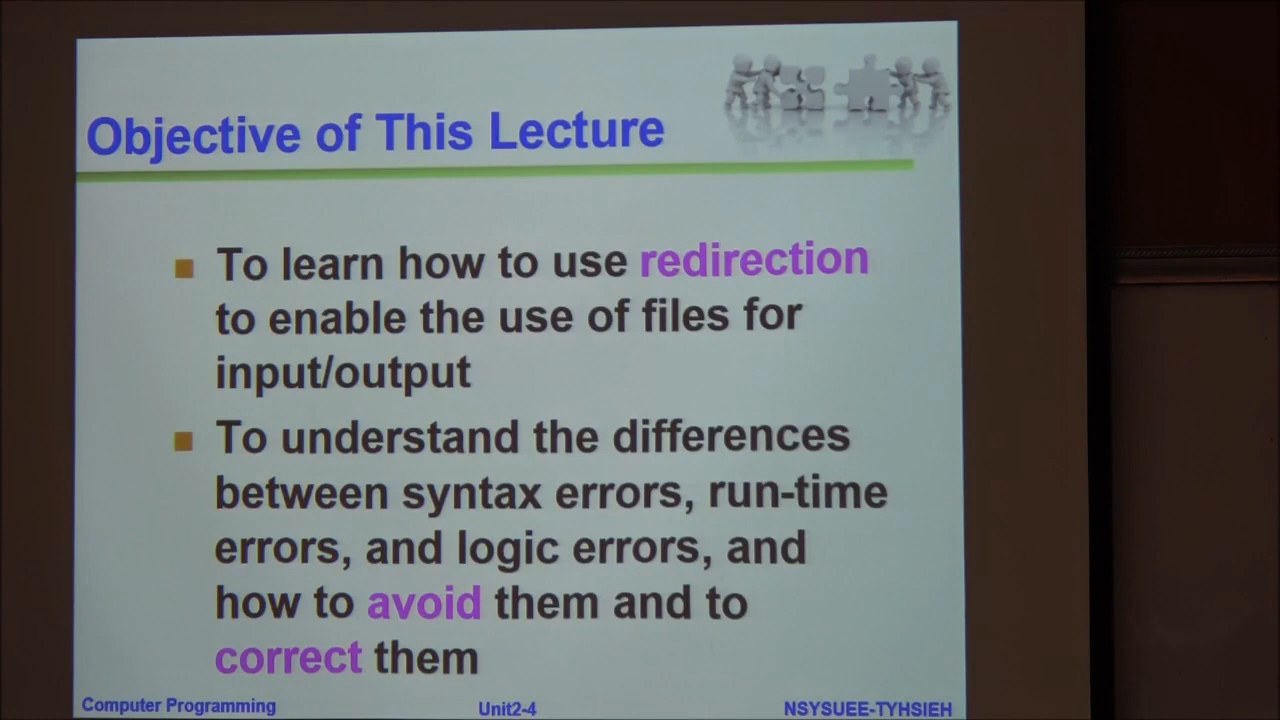 Objective of This Lecture
To learn how to use redirection
to enable the use of files for
input/output
To understand the differences
between syntax errors, run-time
errors, and logic errors, and
how to avoid them and to
correct them
Computer Programming
Unit2-4
NSYSUEE-TYHSIEH